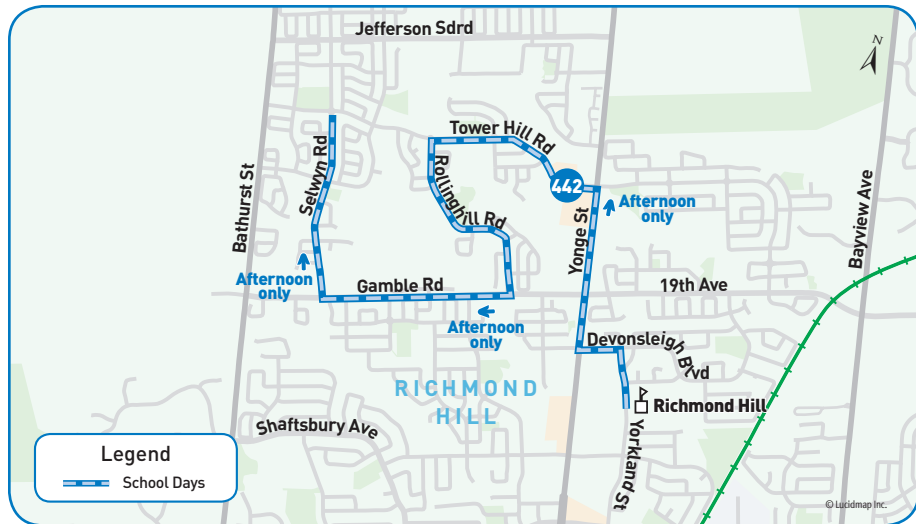 Jefferson Sdrd
N
Tower Hill Rd
Bathurst St
Selwyn Rd
Rollinghill Rd
442
Yonge St
Afternoon
only
Bayview Ave
Afternoon
only
Gamble Rd
19th Ave
Afternoon
only
Devonsleigh Blvd
RICHMOND
HILL
Richmond Hill
Shaftsbury Ave
Yorkland St
Legend
School Days
© Lucidmap Inc.